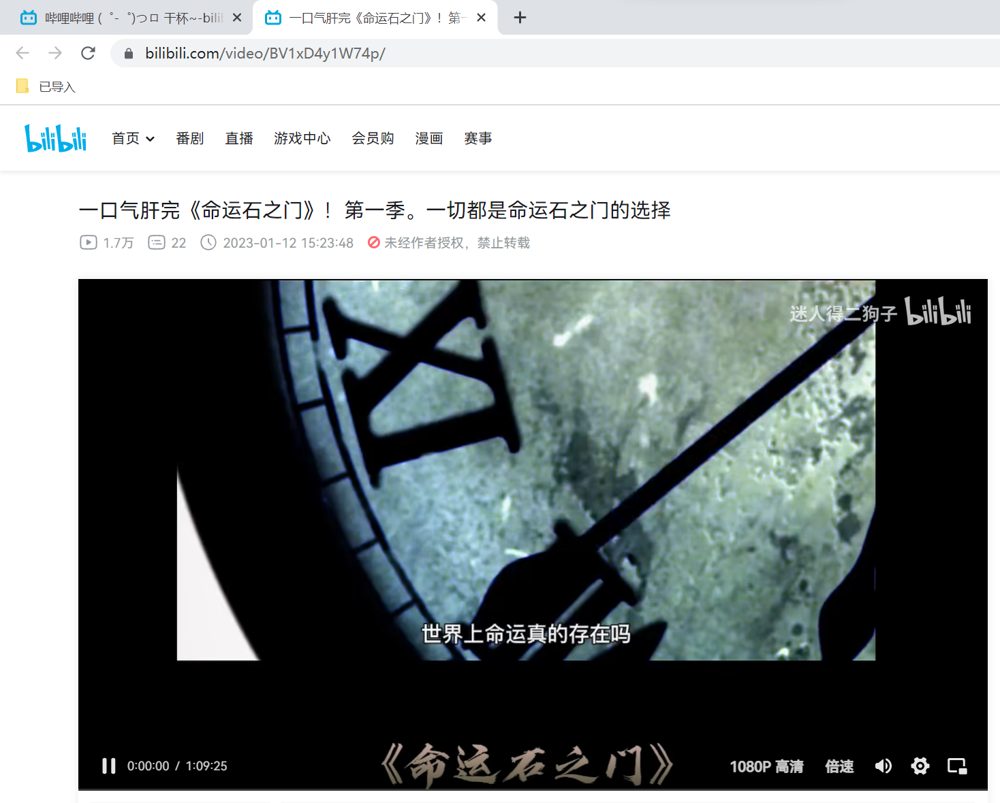 哔哩哔哩 ( ゜- ゜)つロ 干杯~-bili
一口气肝完《命运石之门》！第一
bilibili.com/video/BV1xD4y1W74p/
已导入
bilibili 首页 番剧 直播 游戏中心 会员购 漫画 赛事
一口气肝完《命运石之门》！第一季。一切都是命运石之门的选择
1.7万 22 2023-01-12 15:23:48 未经作者授权，禁止转载
迷人得二狗子 bilibili
世界上命运真的存在吗
《命运石之门》
0:00:00 / 1:09:25 1080P 高清 倍速